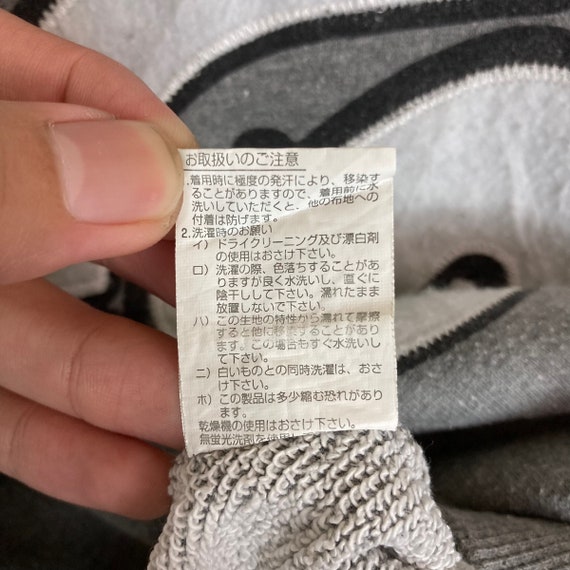 お取扱いのご注意
1.着用時に極度の発汗により、移染す
ることがありますので、着用前に水
洗いしていただくと、他の布地への
付着は防げます。
2.洗濯時のお願い
イ）ドライクリーニング及び漂白剤
の使用はお避け下さい。
ロ）洗濯の際、色落ちすることがあ
りますが良く水洗いし、直ぐに
陰干しして下さい。濡れたまま
放置しないで下さい。
ハ）この生地の特性から濡れて摩擦
すると他に移染することがあり
ます。この場合もすぐ水洗いし
て下さい。
ニ）白いものとの同時洗濯は、おさ
け下さい。
ホ）この製品は多少縮む恐れがあり
ます。
乾燥機の使用はおさけ下さい。
無蛍光洗剤を使用し